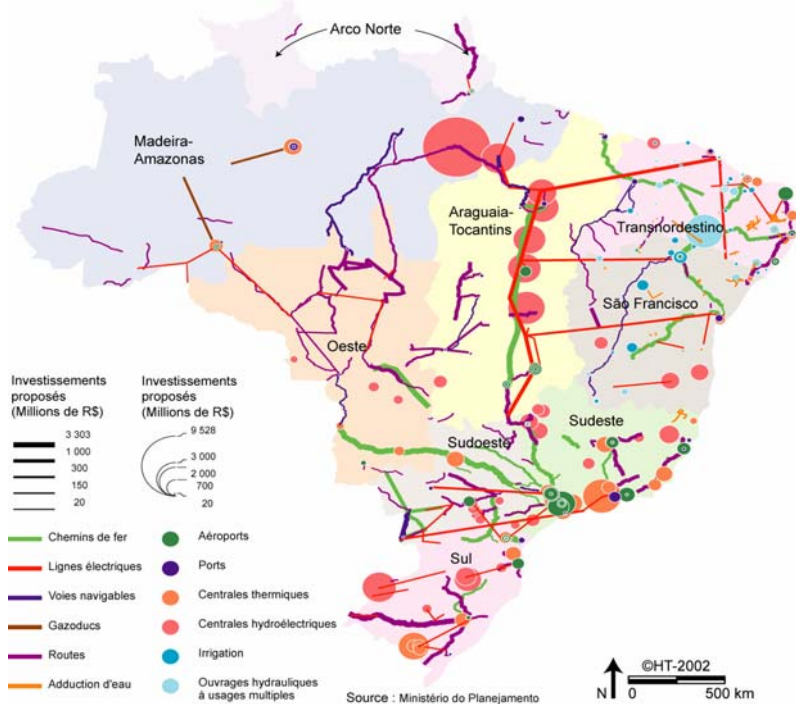 Arco Norte
Madeira-
Amazonas
Araguaia-
Tocantins
Transnordestino
São Francisco
Oeste
Sudoeste
Sudeste
Sul
Investissements
proposés
(Millions de R$)
3 303
1 000
300
150
20
Investissements
proposés
(Millions de R$)
9 528
3 000
2 000
700
20
Chemins de fer
Lignes électriques
Voies navigables
Gazoducs
Routes
Adduction d'eau
Aéroports
Ports
Centrales thermiques
Centrales hydroélectriques
Irrigation
Ouvrages hydrauliques
à usages multiples
Source : Ministério do Planejamento
©HT-2002
N
0 500 km